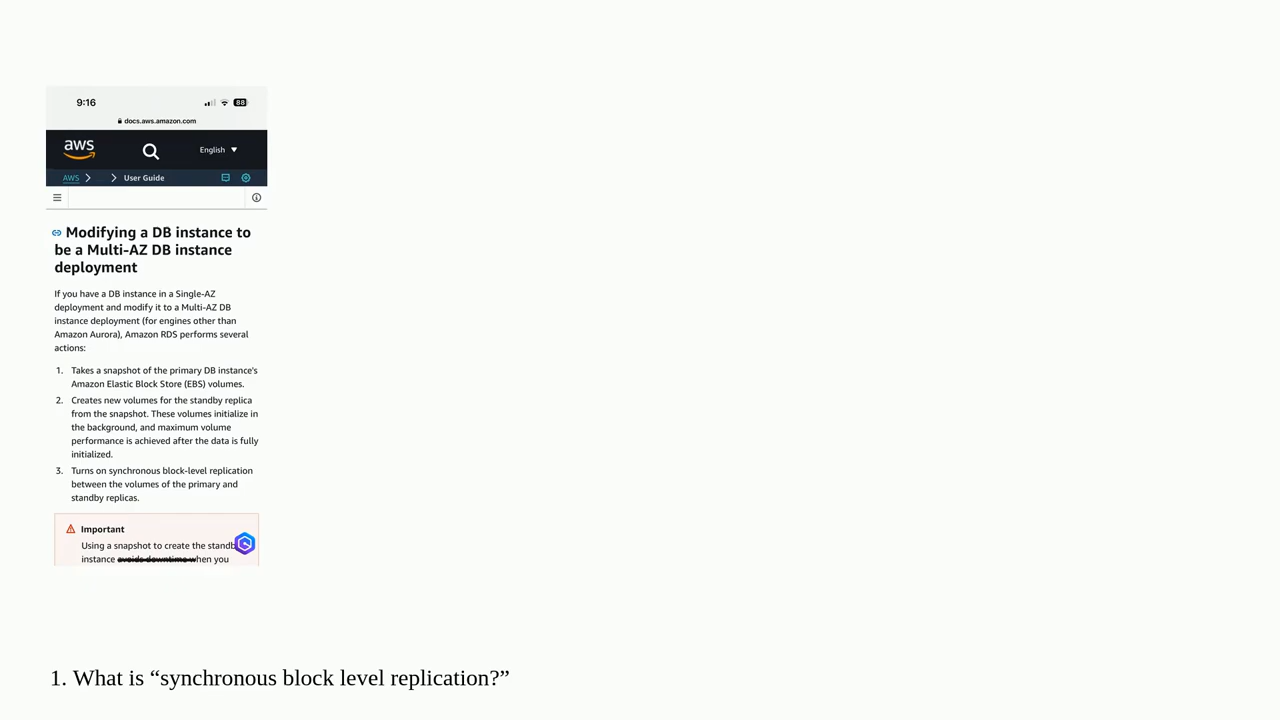 9:16
88
docs.aws.amazon.com
aws
English
AWS
User Guide
Modifying a DB instance to
be a Multi-AZ DB instance
deployment
If you have a DB instance in a Single-AZ
deployment and modify it to a Multi-AZ DB
instance deployment (for engines other than
Amazon Aurora), Amazon RDS performs several
actions:
1. Takes a snapshot of the primary DB instance's
Amazon Elastic Block Store (EBS) volumes.
2. Creates new volumes for the standby replica
from the snapshot. These volumes initialize in
the background, and maximum volume
performance is achieved after the data is fully
initialized.
3. Turns on synchronous block-level replication
between the volumes of the primary and
standby replicas.
Important
Using a snapshot to create the standb
instance avoids downtime when you
1. What is “synchronous block level replication?”